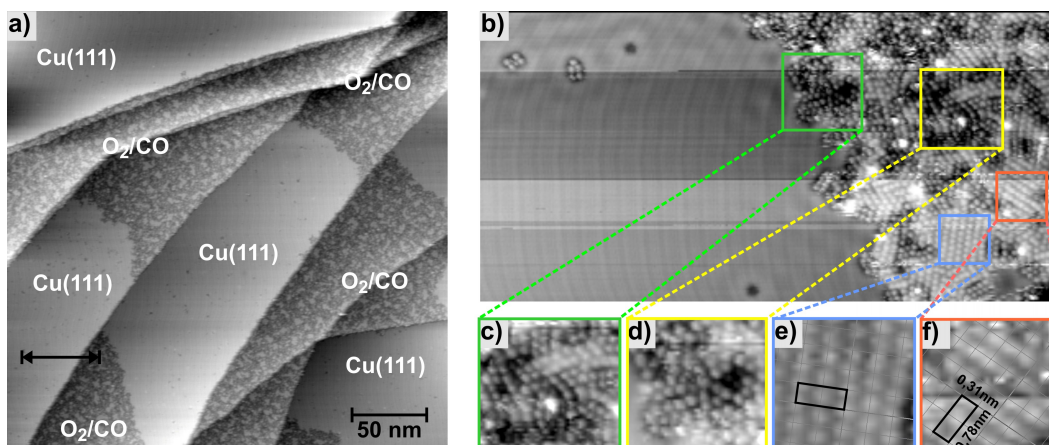 a)
Cu(111)
O2/CO
O2/CO
Cu(111)
Cu(111)
O2/CO
Cu(111)
O2/CO
50 nm
b)
c)
d)
e)
f)
0,31nm
0,78nm